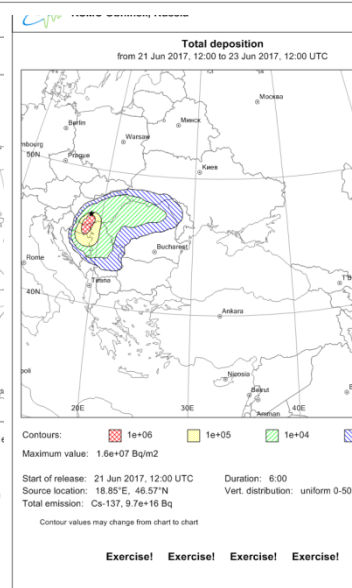 RSMC Obninsk, Russia
Total deposition
from 21 Jun 2017, 12:00 to 23 Jun 2017, 12:00 UTC
Москва
Berlin
Минск
Warsaw
mbourg
50N
Prague
Киев
Bucharest
Rome
Tirana
40N
Ankara
Nicosia
Beirut
Amman
20E
30E
40E
Contours:
1e+06
1e+05
1e+04
Maximum value: 1.6e+07 Bq/m2
Start of release: 21 Jun 2017, 12:00 UTC
Duration: 6:00
Source location: 18.85°E, 46.57°N
Vert. distribution: uniform 0-50
Total emission: Cs-137, 9.7e+16 Bq
Contour values may change from chart to chart
Exercise! Exercise! Exercise! Exercise!